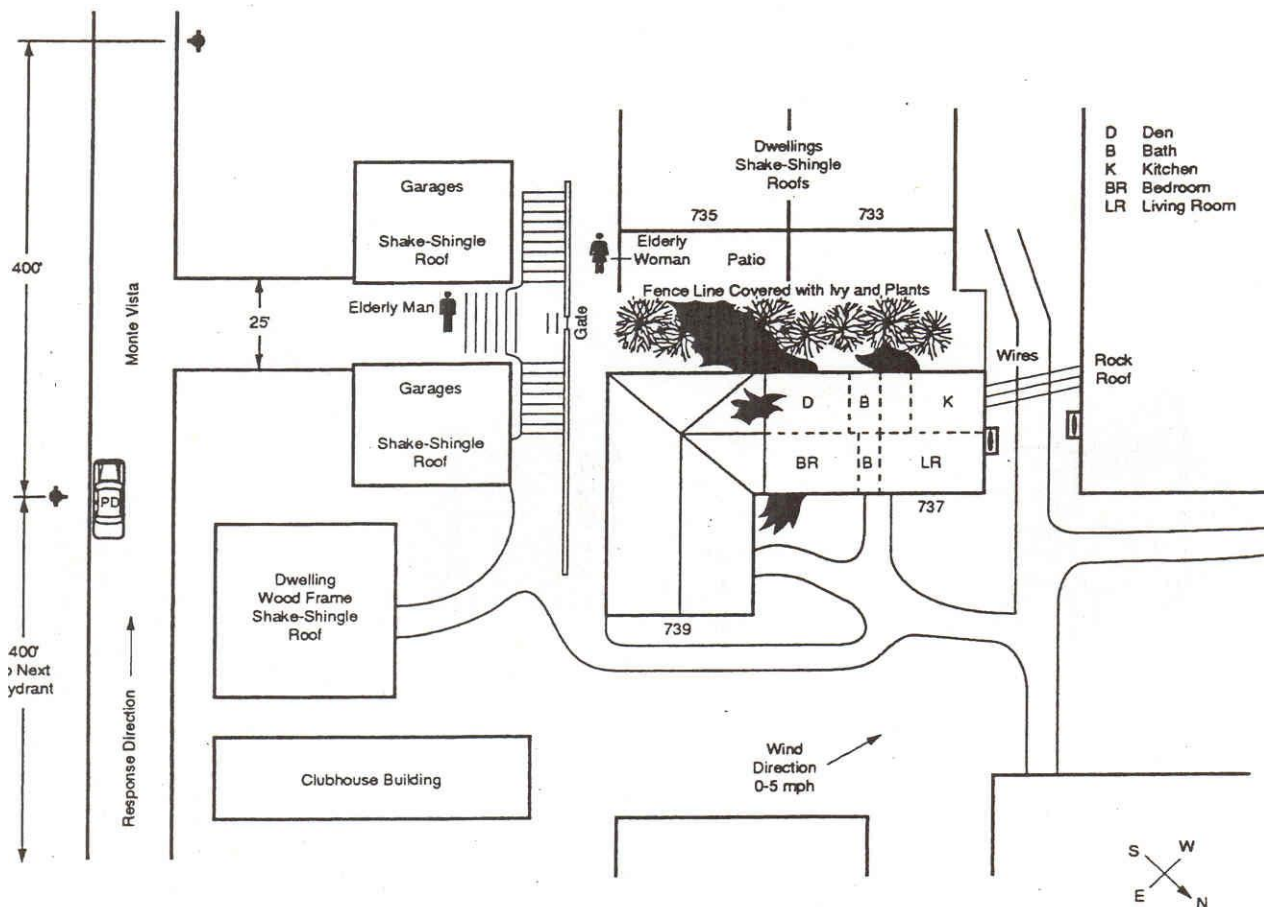 D Den
B Bath
K Kitchen
BR Bedroom
LR Living Room
Dwellings
Shake-Shingle
Roofs
735
733
Garages
Shake-Shingle
Roof
400'
Monte Vista
25'
Elderly Man
Gate
Elderly
Woman
Patio
Fence Line Covered with Ivy and Plants
Wires
Rock
Roof
D
B
K
BR
B
LR
737
Garages
Shake-Shingle
Roof
PD
Dwelling
Wood Frame
Shake-Shingle
Roof
739
400'
o Next
ydrant
Response Direction
Clubhouse Building
Wind
Direction
0-5 mph
S
W
E
N